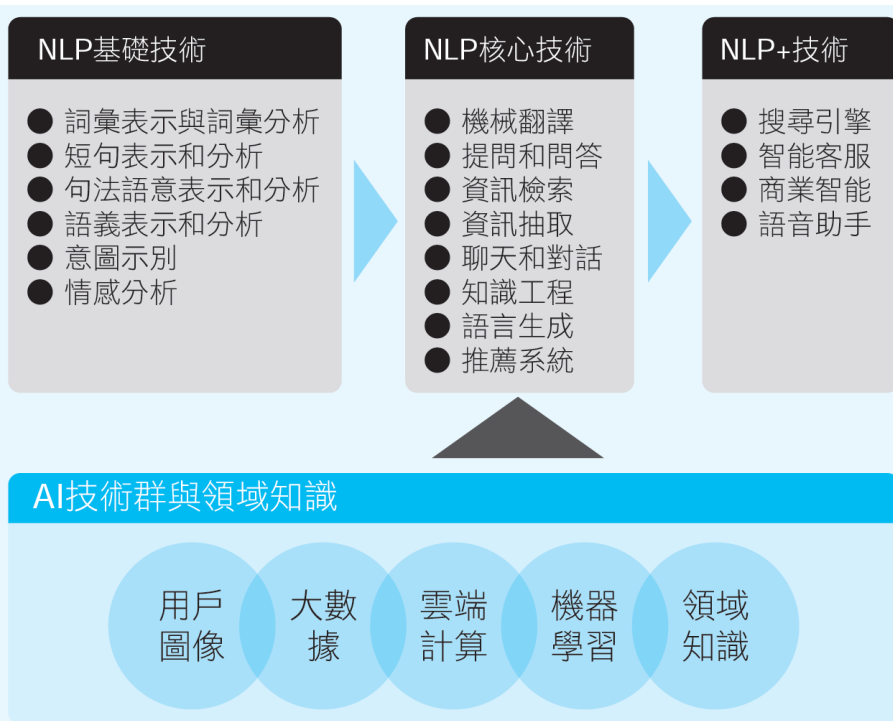 NLP基礎技術
● 詞彙表示與詞彙分析
● 短句表示和分析
● 句法語意表示和分析
● 語義表示和分析
● 意圖示別
● 情感分析
NLP核心技術
● 機械翻譯
● 提問和問答
● 資訊檢索
● 資訊抽取
● 聊天和對話
● 知識工程
● 語言生成
● 推薦系統
NLP+技術
● 搜尋引擎
● 智能客服
● 商業智能
● 語音助手
AI技術群與領域知識
用戶
圖像
大數
據
雲端
計算
機器
學習
領域
知識